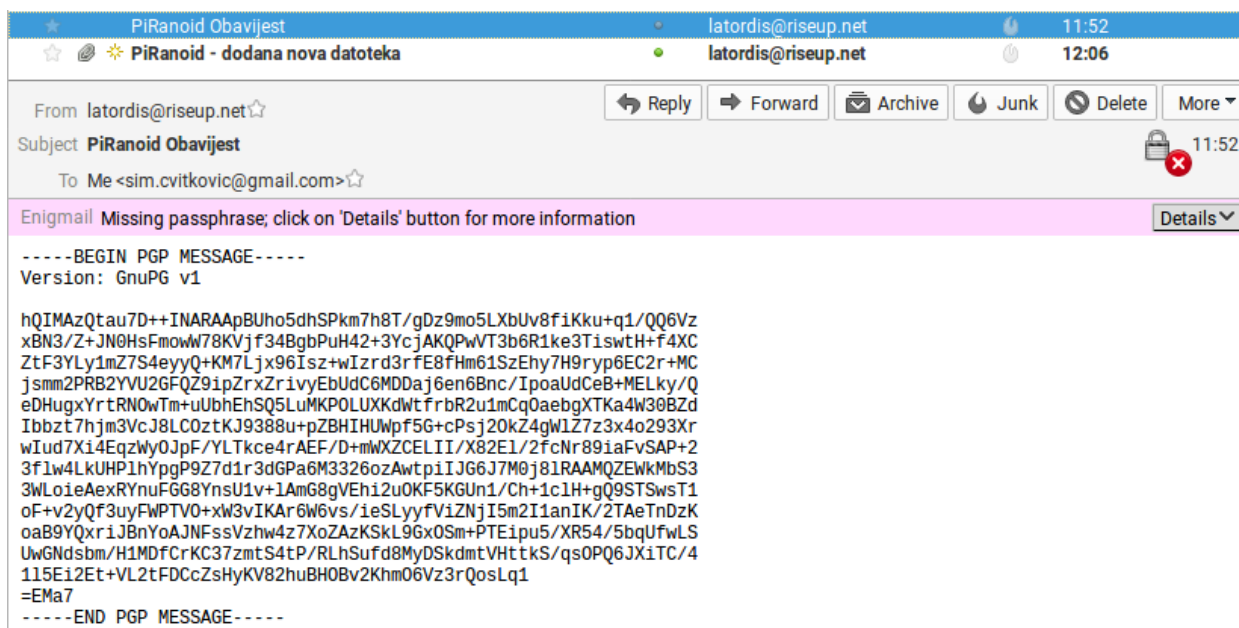 PiRanoid Obavijest latordis@riseup.net 11:52
PiRanoid - dodana nova datoteka latordis@riseup.net 12:06
From latordis@riseup.net Reply Forward Archive Junk Delete More
Subject PiRanoid Obavijest 11:52
To Me <sim.cvitkovic@gmail.com>
Enigmail Missing passphrase; click on 'Details' button for more information Details
-----BEGIN PGP MESSAGE-----
Version: GnuPG v1
hQIMAzQtau7D++INARAApBUho5dhSPkm7h8T/gDz9mo5LXbUv8fiKku+q1/QQ6Vz
xBN3/Z+JN0HsFmowW78KVjf34BgbPuH42+3YcjAKQPwVT3b6R1ke3TiswtH+f4XC
ZtF3YLy1mZ7S4eyyQ+KM7Ljx96Isz+wIzrd3rfE8fHm61SzEhy7H9ryp6EC2r+MC
jsmm2PRB2YVU2GFQZ9ipZrxZrivyEbUdC6MDDaj6en6Bnc/IpoaUdCeB+MELky/Q
eDHugxYrtRNOwTm+uUbhEhSQ5LuMKPOLUXKdWtfrbR2u1mCqOaebgXTKa4W30BZd
Ibbzt7hjm3VcJ8LCOztKJ9388u+pZBHIHUWpf5G+cPsj2OkZ4gWlZ7z3x4o293Xr
wIud7Xi4EqzWyOJpF/YLTkce4rAEF/D+mWXZCELII/X82El/2fcNr89iaFvSAP+2
3flw4LkUHPlhYpgP9Z7d1r3dGPa6M3326ozAwtpiIJG6J7M0j8lRAAMQZEWkMbS3
3WLoieAexRYnuFGG8YnsU1v+lAmG8gVEhi2uOKF5KGUn1/Ch+1clH+gQ9STSwsT1
oF+v2yQf3uyFWPTVO+xW3vIKAr6W6vs/ieSLyyfViZNjI5m2I1anIK/2TAeTnDzK
oaB9YQxriJBnYoAJNFssVzhw4z7XoZAzKSkL9GxOSm+PTEipu5/XR54/5bqUfwLS
UwGNdsbm/H1MDfCrKC37zmtS4tP/RLhSufd8MyDSkdmtVHttkS/qsOPQ6JXiTC/4
1l5Ei2Et+VL2tFDCcZsHyKV82huBHOBv2KhmO6Vz3rQosLq1
=EMa7
-----END PGP MESSAGE-----